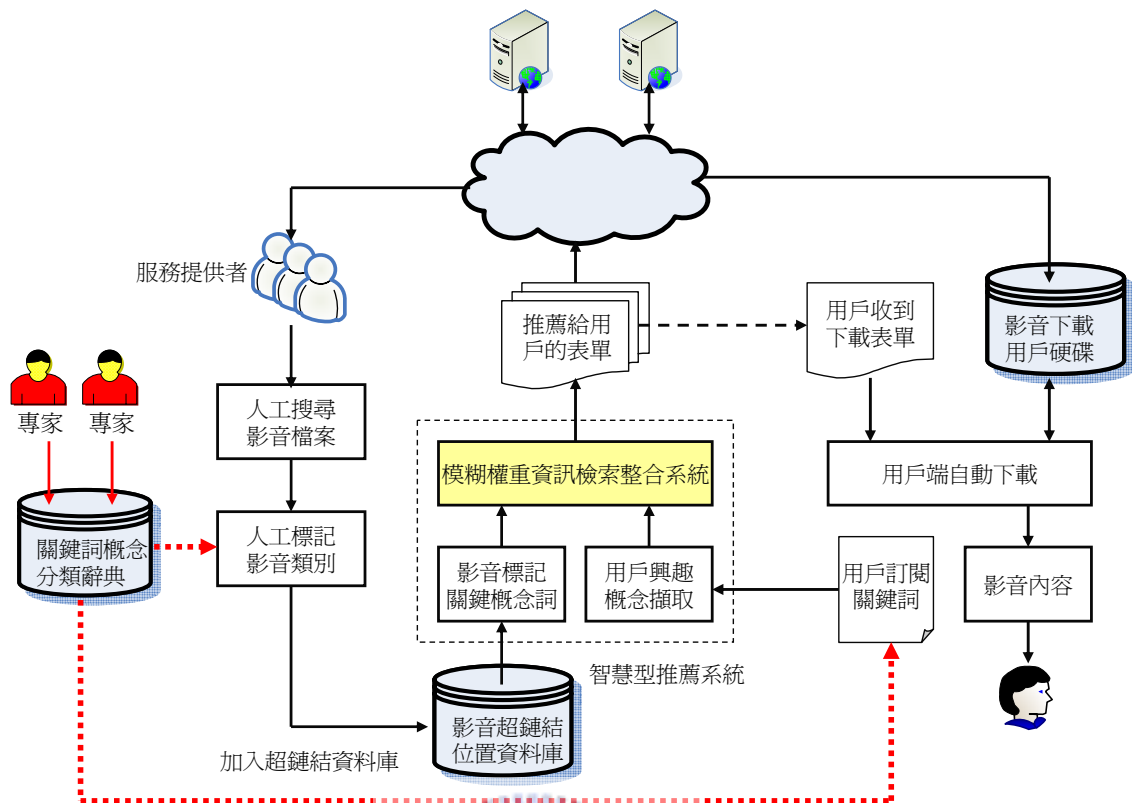 服務提供者
推薦給用
戶的表單
用戶收到
下載表單
影音下載
用戶硬碟
專家
專家
人工搜尋
影音檔案
模糊權重資訊檢索整合系統
用戶端自動下載
關鍵詞概念
分類辭典
人工標記
影音類別
影音標記
關鍵概念詞
用戶興趣
概念擷取
用戶訂閱
關鍵詞
影音內容
智慧型推薦系統
影音超鏈結
位置資料庫
加入超鏈結資料庫